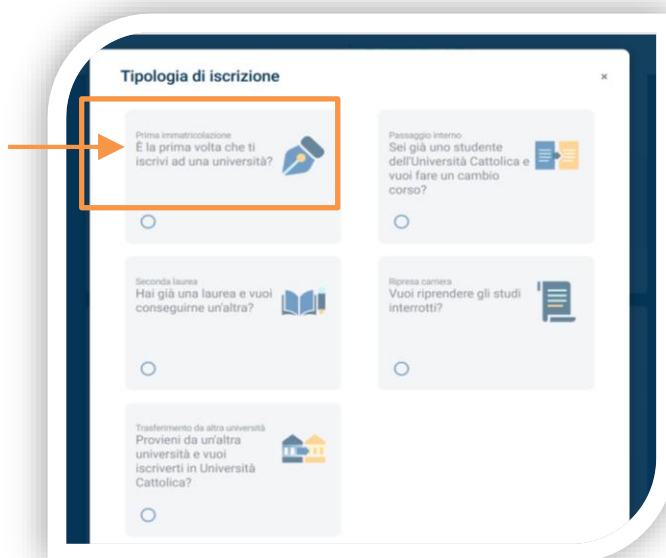 Tipologia di iscrizione
×
Prima immatricolazione
È la prima volta che ti
iscrivi ad una università?
Passaggio interno
Sei già uno studente
dell'Università Cattolica e
vuoi fare un cambio
corso?
Seconda laurea
Hai già una laurea e vuoi
conseguirne un'altra?
Ripresa carriera
Vuoi riprendere gli studi
interrotti?
Trasferimento da altra università
Provieni da un'altra
università e vuoi
iscriverti in Università
Cattolica?